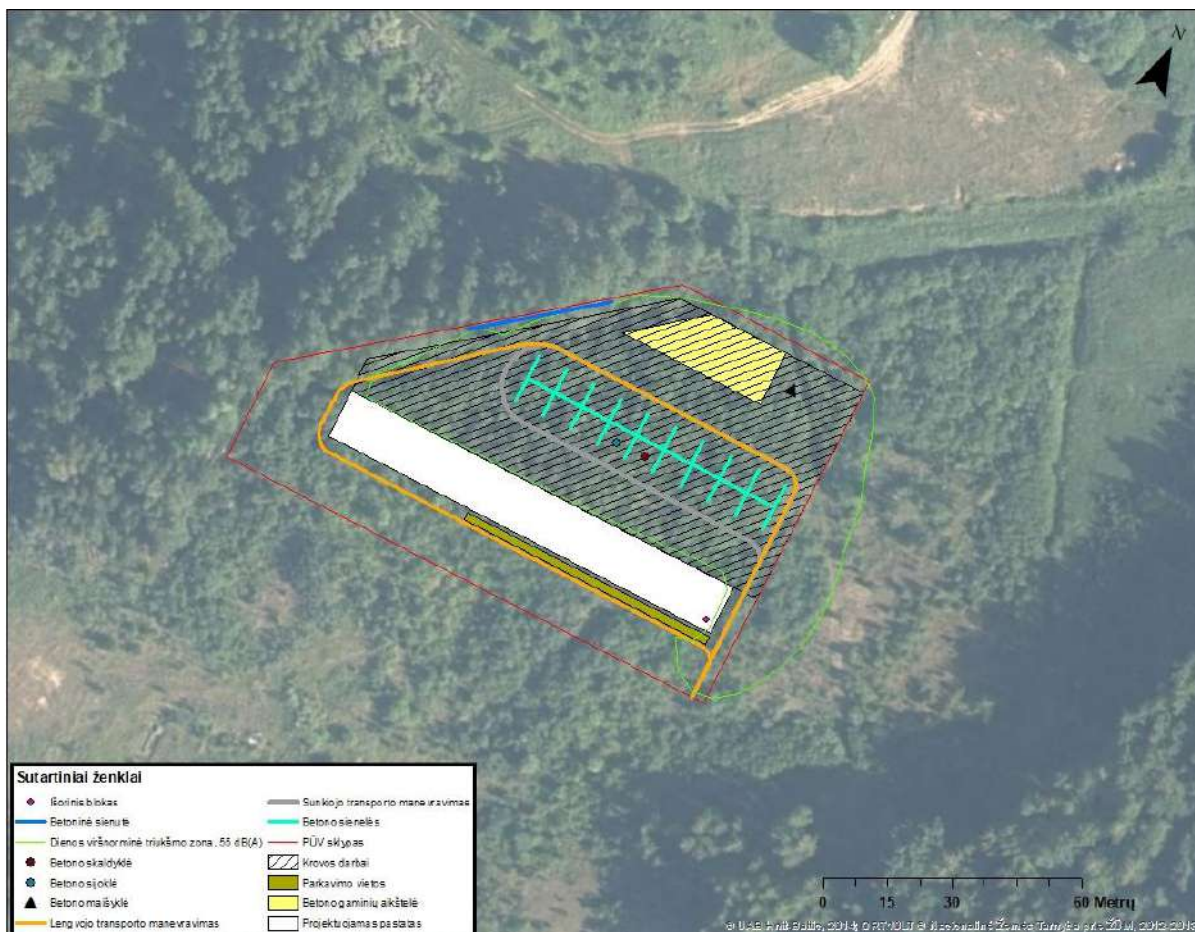 N
Sutartiniai ženklai
Išorinis blokas
Betoninė sienutė
Dienos viršnorminė triukšmo zona . 55 dB(A)
Betono skaldyklė
Betono sijoklė
Betono maišyklė
Lengvojo transporto manevravimas
Sunkiojo transporto manevravimas
Betono sienelės
PŪV sklypas
Krovos darbai
Parkavimo vietos
Betono gaminių aikštelė
Projektuojamas pastatas
0 15 30 60 Metrų